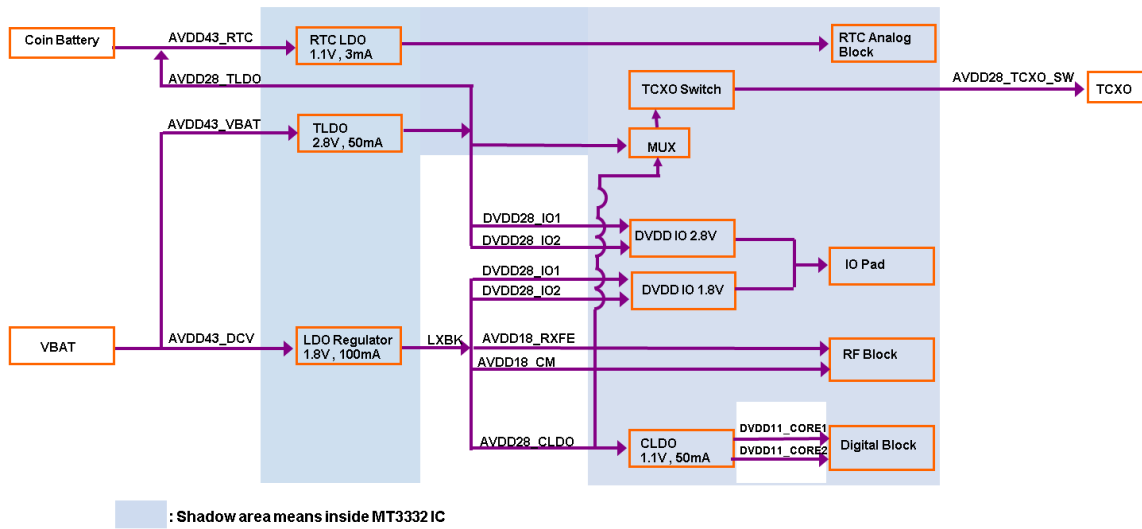 Coin Battery
AVDD43_RTC
RTC LDO
1.1V , 3mA
RTC Analog
Block
AVDD28_TLDO
TCXO Switch
AVDD28_TCXO_SW
TCXO
AVDD43_VBAT
TLDO
2.8V , 50mA
MUX
DVDD28_IO1
DVDD28_IO2
DVDD IO 2.8V
IO Pad
DVDD28_IO1
DVDD28_IO2
DVDD IO 1.8V
VBAT
AVDD43_DCV
LDO Regulator
1.8V , 100mA
LXBK
AVDD18_RXFE
AVDD18_CM
RF Block
AVDD28_CLDO
CLDO
1.1V , 50mA
DVDD11_CORE1
DVDD11_CORE2
Digital Block
: Shadow area means inside MT3332 IC